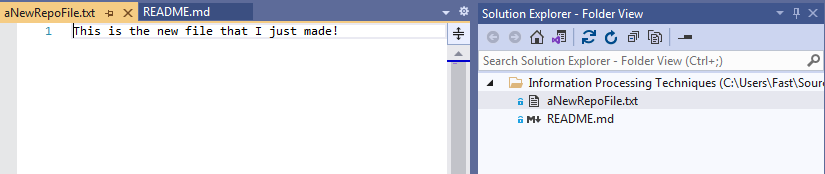 aNewRepoFile.txt README.md
1 This is the new file that I just made!
Solution Explorer - Folder View
Search Solution Explorer - Folder View (Ctrl+;)
Information Processing Techniques (C:\Users\Fast\Sour
aNewRepoFile.txt
M README.md